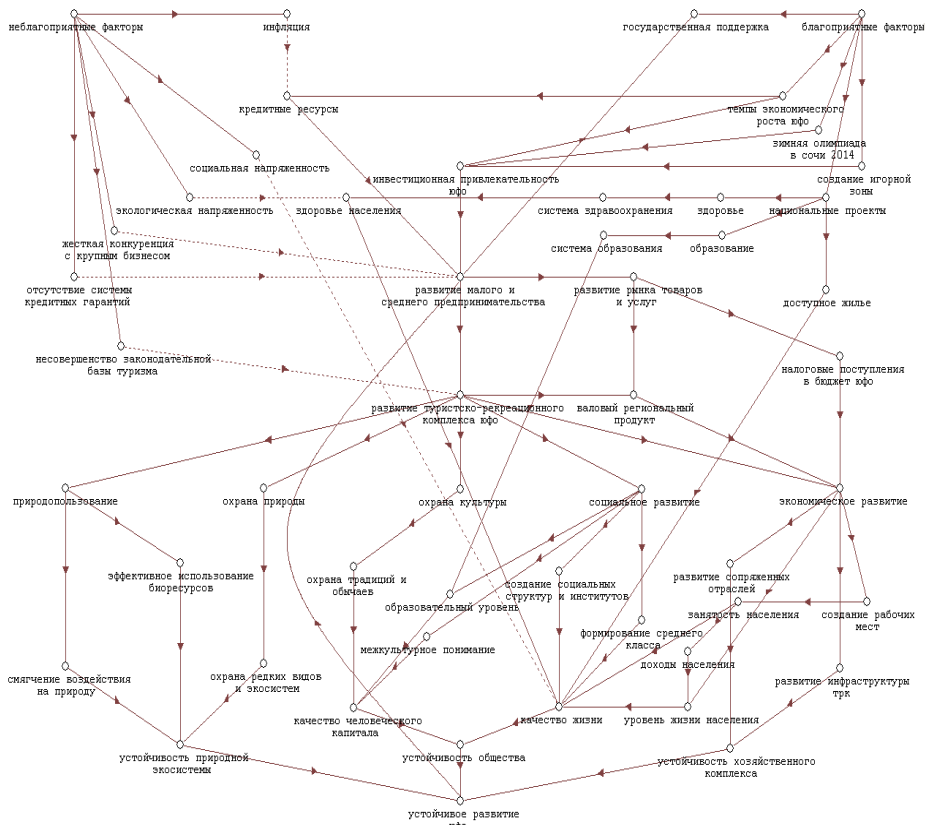 неблагоприятные факторы
инфляция
государственная поддержка
благоприятные факторы
кредитные ресурсы
темпы экономического
роста юфо
зимняя олимпиада
в сочи 2014
социальная напряженность
инвестиционная привлекательность
юфо
создание игорной
зоны
экологическая напряженность
здоровье населения
система здравоохранения
здоровье
национальные проекты
жесткая конкуренция
с крупным бизнесом
система образования
образование
отсутствие системы
кредитных гарантий
развитие малого и
среднего предпринимательства
развитие рынка товаров
и услуг
доступное жилье
несовершенство законодательной
базы туризма
налоговые поступления
в бюджет юфо
развитие туристско-рекреационного
комплекса юфо
валовый региональный
продукт
природопользование
охрана природы
охрана культуры
социальное развитие
экономическое развитие
эффективное использование
биоресурсов
охрана традиций и
обычаев
создание социальных
структур и институтов
развитие сопряженных
отраслей
образовательный уровень
занятость населения
создание рабочих
мест
формирование среднего
класса
межкультурное понимание
доходы населения
смягчение воздействия
на природу
охрана редких видов
и экосистем
развитие инфраструктуры
трк
качество человеческого
капитала
качество жизни
уровень жизни населения
устойчивость природной
экосистемы
устойчивость общества
устойчивость хозяйственного
комплекса
устойчивое развитие
юфо